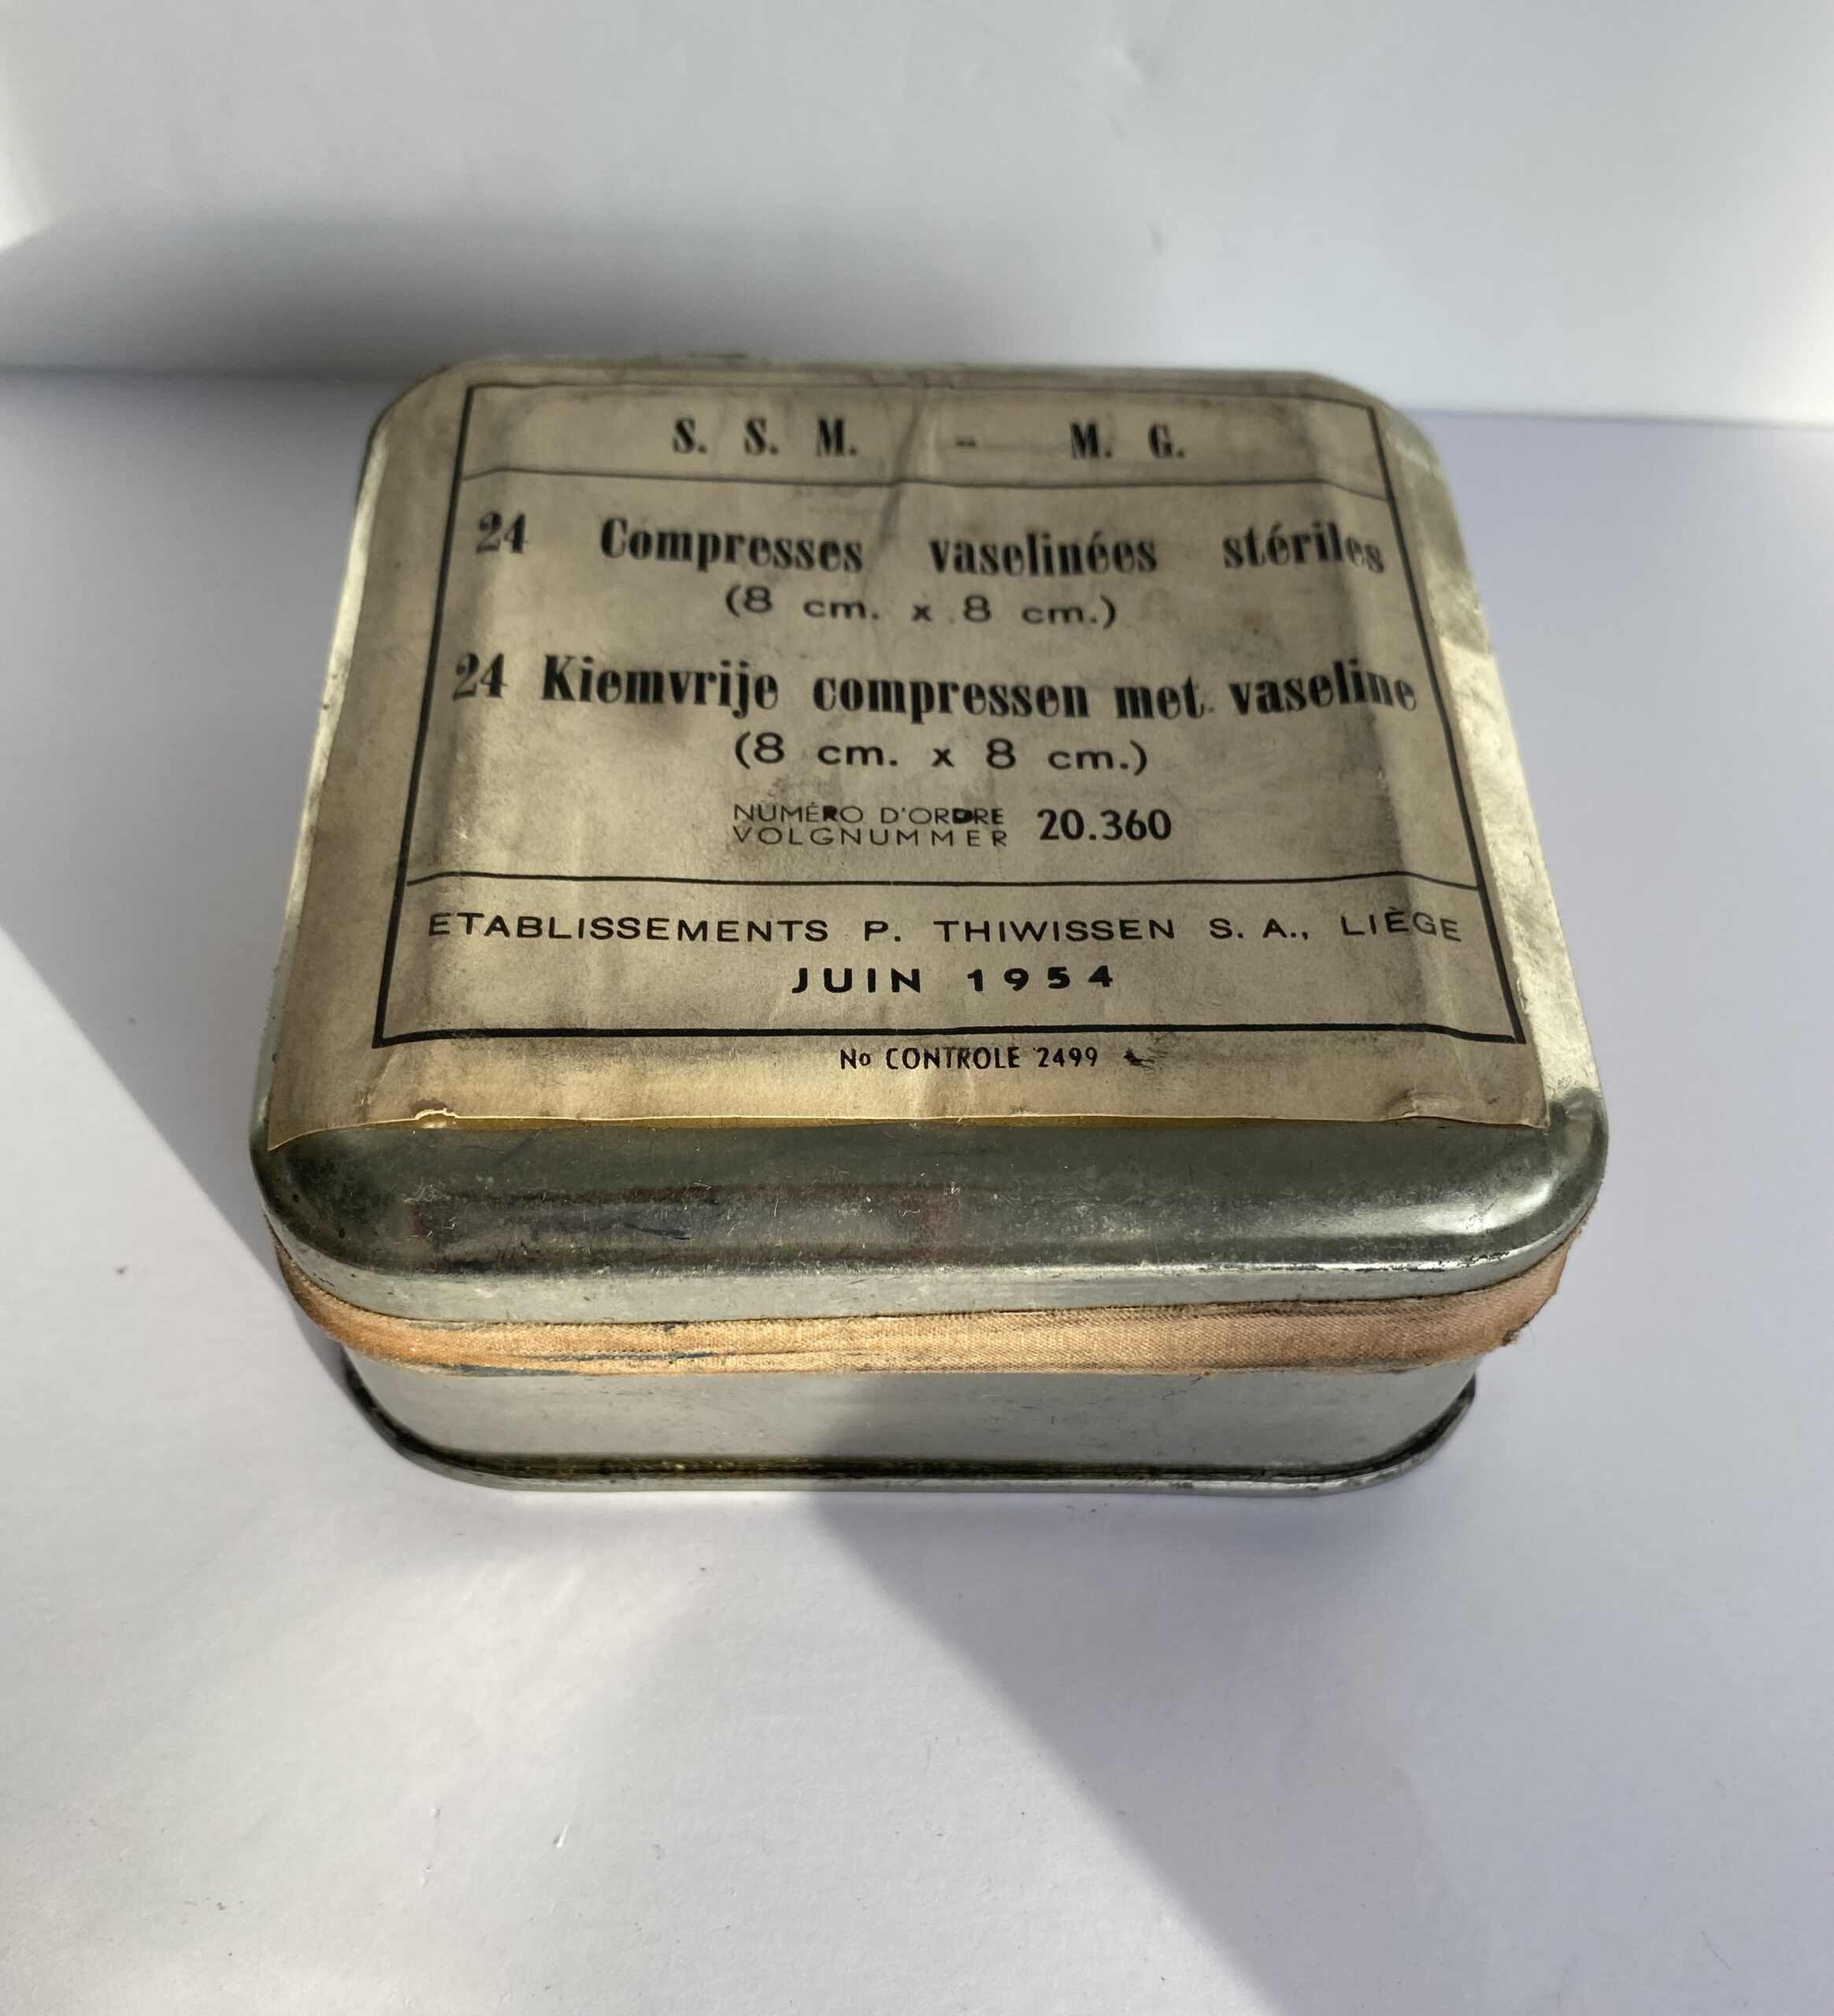 S. S. M. - M. G.
24 Compresses vaselinées stériles
(8 cm. x 8 cm.)
24 Kiemvrije compressen met vaseline
(8 cm. x 8 cm.)
NUMÉRO D'ORDRE 20.360
VOLGNUMMER
ETABLISSEMENTS P. THIWISSEN S. A., LIÈGE
JUIN 1954
No CONTROLE 2499